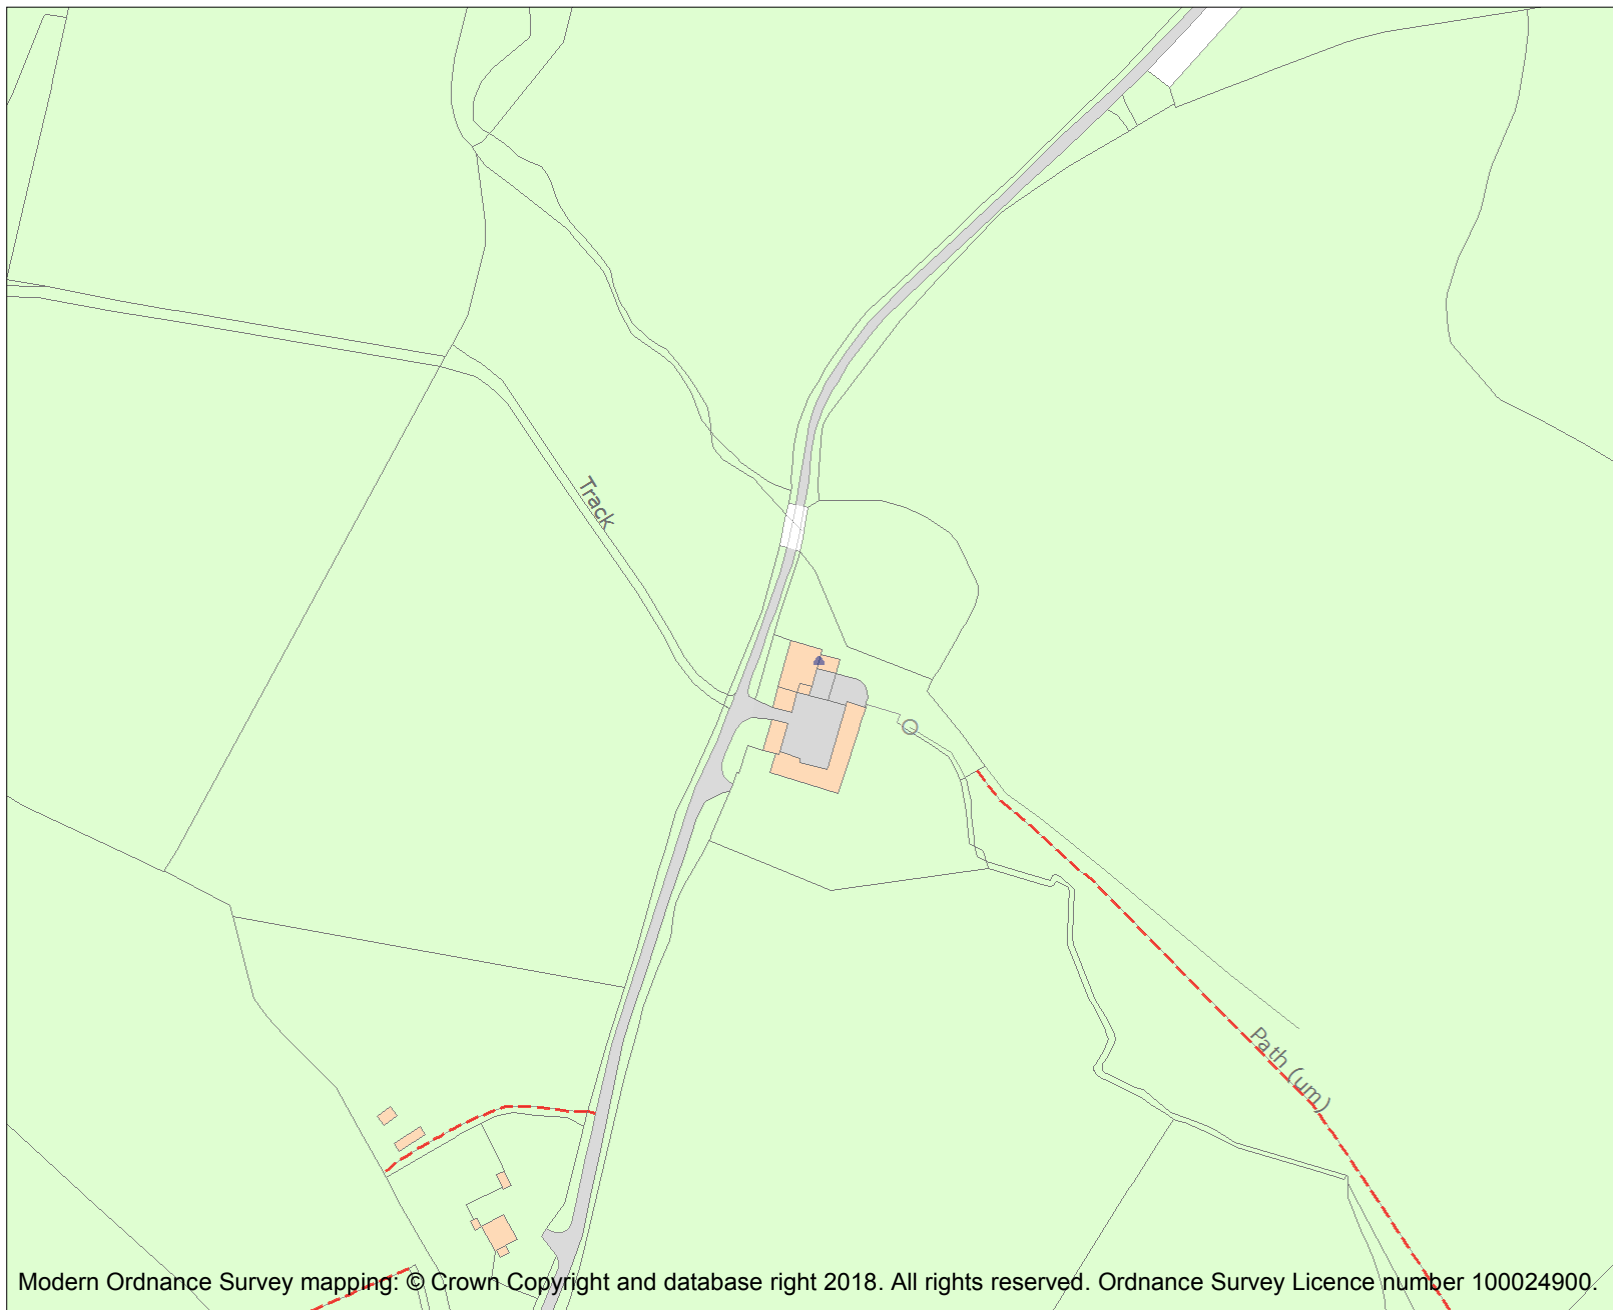 Track
Path (um)
Modern Ordnance Survey mapping: © Crown Copyright and database right 2018. All rights reserved. Ordnance Survey Licence number 100024900.